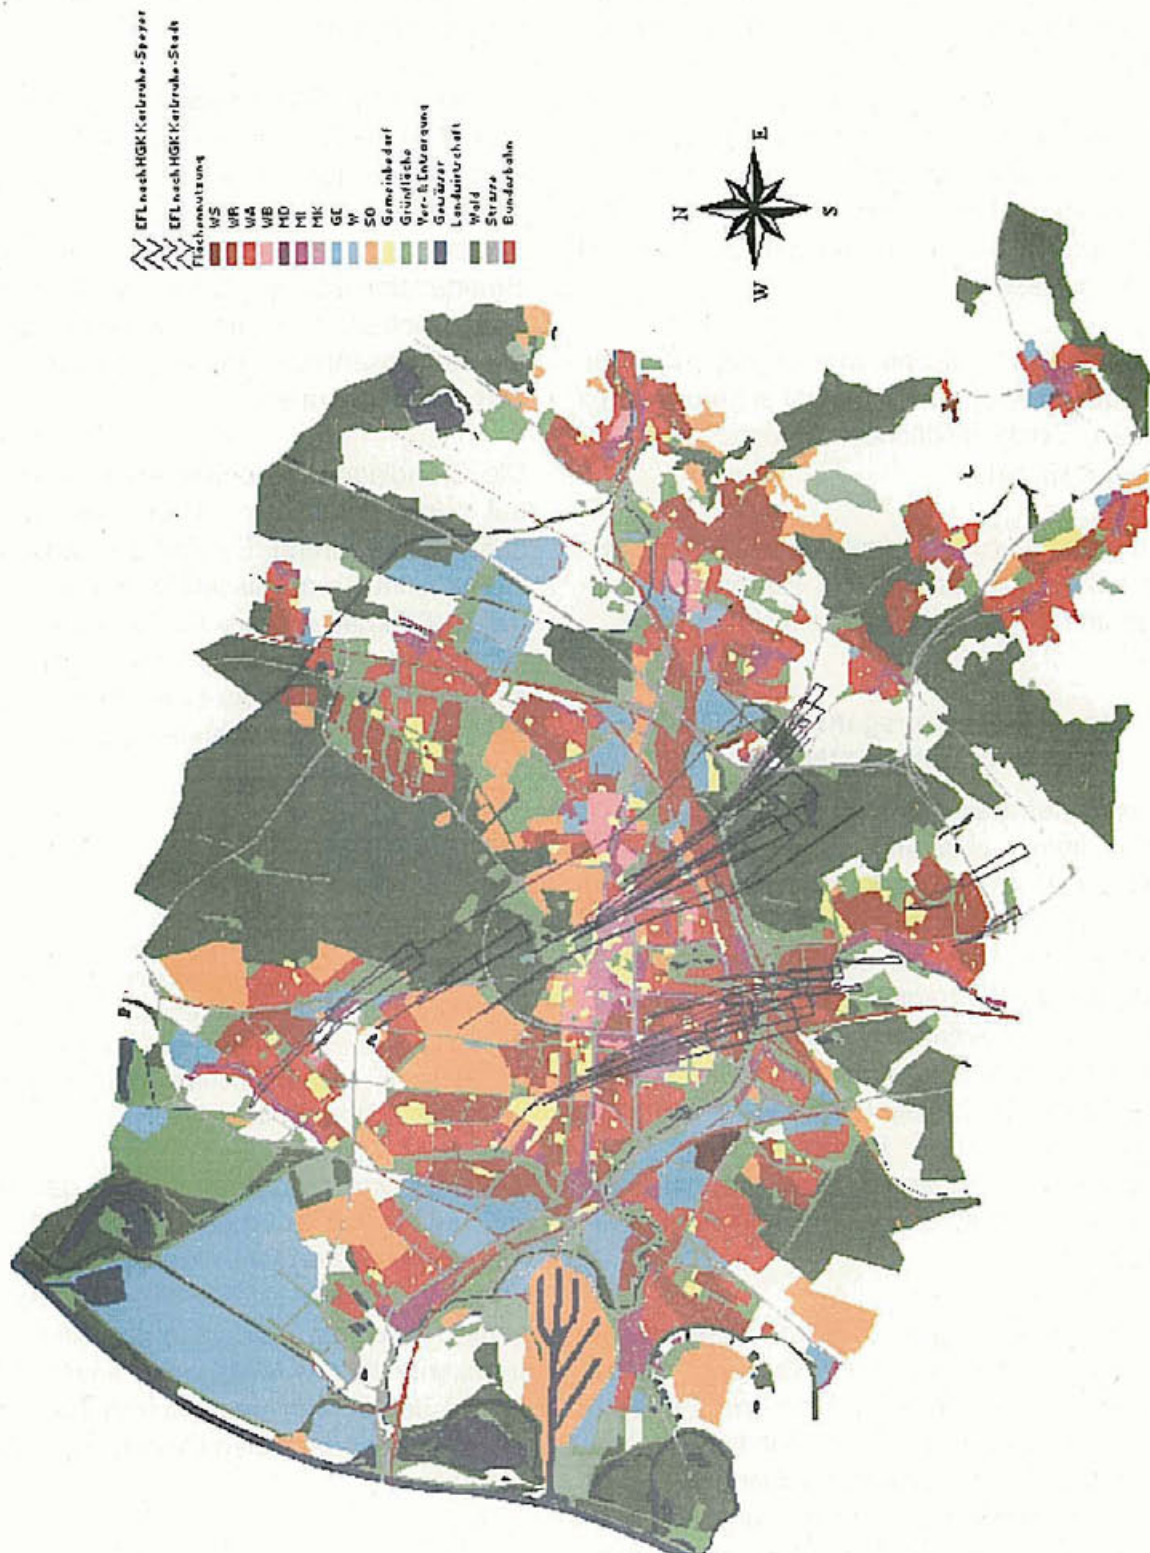 EFL nach HGK Karlsruhe-Speyer
EFL nach HGK Karlsruhe-Stadt
Flächennutzung
WS
WR
WA
WB
MD
MI
MK
GE
W
SO
Gemeinbedarf
Grünfläche
Ver- & Entsorgung
Gewässer
Landwirtschaft
Wald
Strasse
Bundesbahn
N
E
S
W